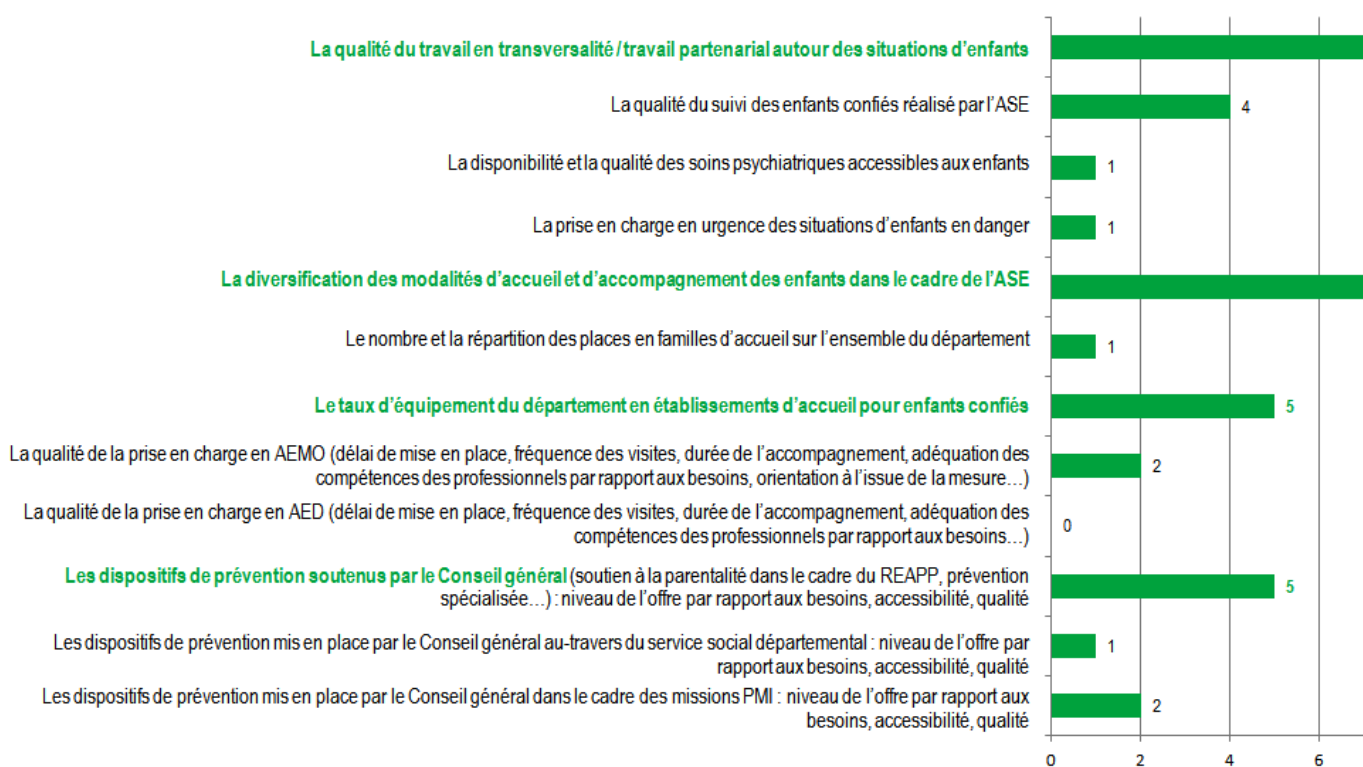 La qualité du travail en transversalité / travail partenarial autour des situations d'enfants
La qualité du suivi des enfants confiés réalisé par l'ASE
4
La disponibilité et la qualité des soins psychiatriques accessibles aux enfants
1
La prise en charge en urgence des situations d'enfants en danger
1
La diversification des modalités d'accueil et d'accompagnement des enfants dans le cadre de l'ASE
Le nombre et la répartition des places en familles d'accueil sur l'ensemble du département
1
Le taux d'équipement du département en établissements d'accueil pour enfants confiés
5
La qualité de la prise en charge en AEMO (délai de mise en place, fréquence des visites, durée de l'accompagnement, adéquation des
compétences des professionnels par rapport aux besoins, orientation à l'issue de la mesure…)
2
La qualité de la prise en charge en AED (délai de mise en place, fréquence des visites, durée de l'accompagnement, adéquation des
compétences des professionnels par rapport aux besoins…)
0
Les dispositifs de prévention soutenus par le Conseil général (soutien à la parentalité dans le cadre du REAPP, prévention
spécialisée…) : niveau de l'offre par rapport aux besoins, accessibilité, qualité
5
Les dispositifs de prévention mis en place par le Conseil général au-travers du service social départemental : niveau de l'offre par
rapport aux besoins, accessibilité, qualité
1
Les dispositifs de prévention mis en place par le Conseil général dans le cadre des missions PMI : niveau de l'offre par rapport aux
besoins, accessibilité, qualité
2
0 2 4 6